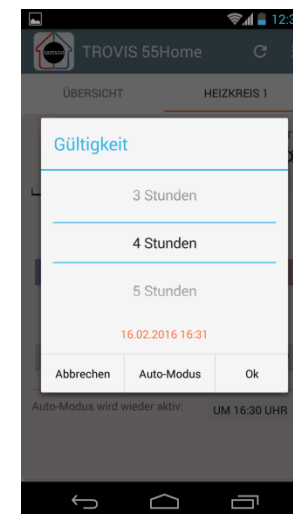 12:3
SAMSON
TROVIS 55Home
ÜBERSICHT HEIZKREIS 1
Gültigkeit
3 Stunden
4 Stunden
5 Stunden
16.02.2016 16:31
Abbrechen Auto-Modus Ok
Auto-Modus wird wieder aktiv: UM 16:30 UHR